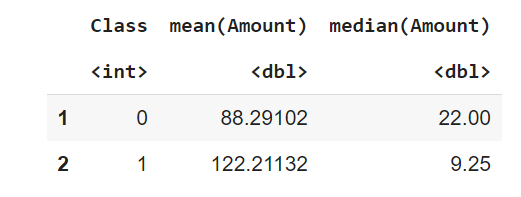 Class mean(Amount) median(Amount)
<int> <dbl> <dbl>
1 0 88.29102 22.00
2 1 122.21132 9.25